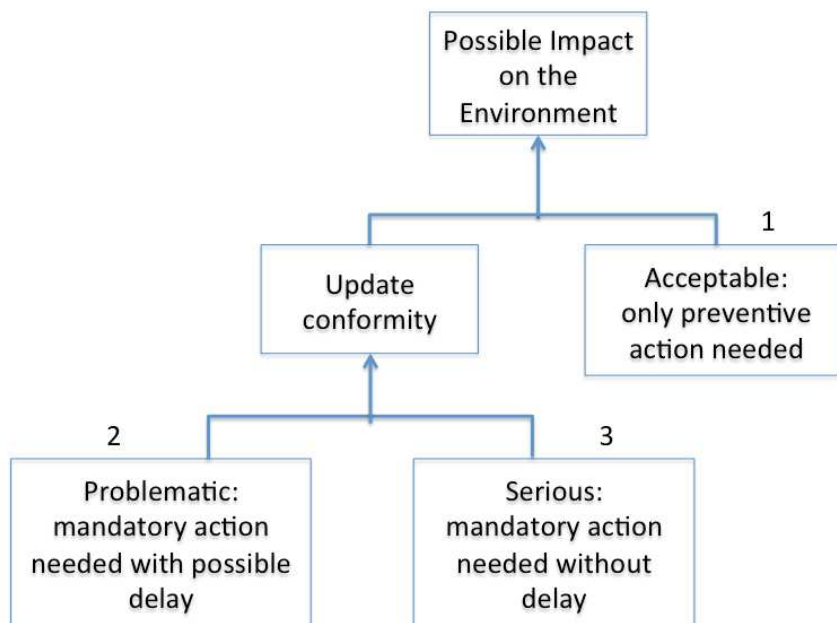 Possible Impact
on the
Environment
1
Update
conformity
Acceptable:
only preventive
action needed
2
Problematic:
mandatory action
needed with possible
delay
3
Serious:
mandatory action
needed without
delay